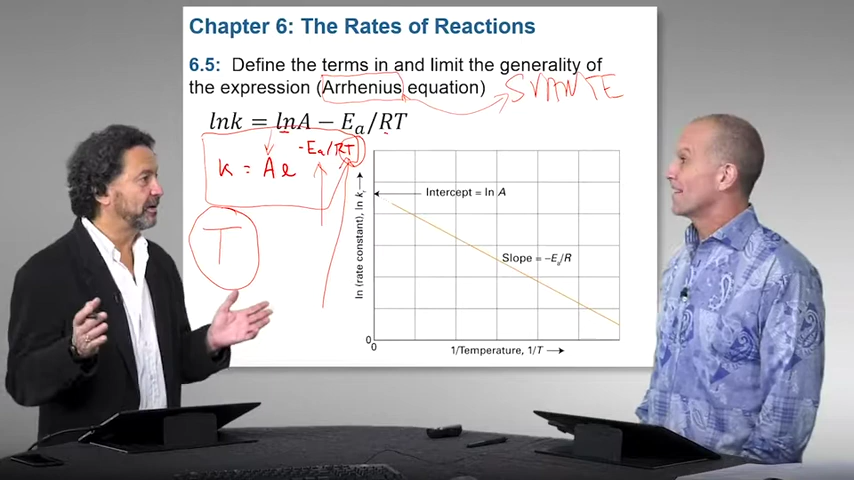 Chapter 6: The Rates of Reactions
6.5: Define the terms in and limit the generality of
the expression (Arrhenius equation)
SVANTE
lnk = lnA − Eₐ/RT
k = A e -Ea/RT
T
ln (rate constant), ln k
Intercept = ln A
Slope = –Eₐ/R
0
0
1/Temperature, 1/T